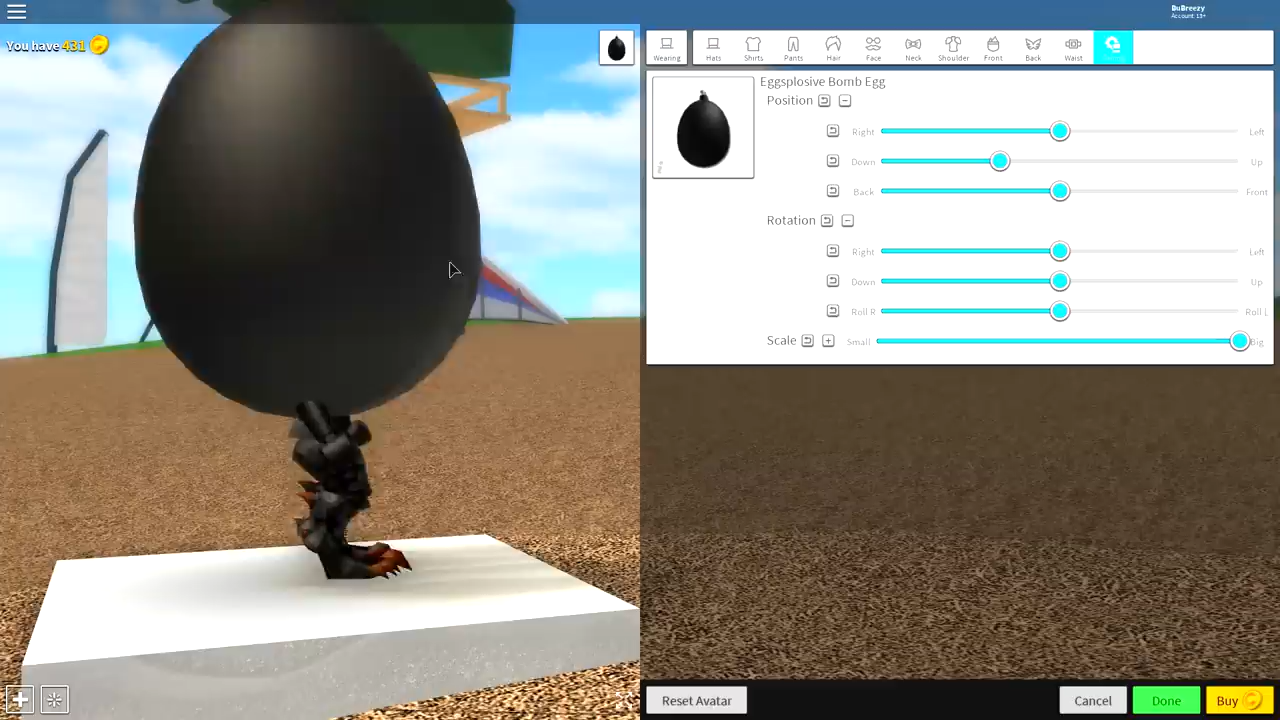 BuBreezy
Account: 13+
You have 431
Wearing
Hats
Shirts
Pants
Hair
Face
Neck
Shoulder
Front
Back
Waist
Eggsplosive Bomb Egg
Position
Right Left
Down Up
Back Front
Rotation
Right Left
Down Up
Roll R Roll L
Scale Small Big
Reset Avatar
Cancel
Done
Buy